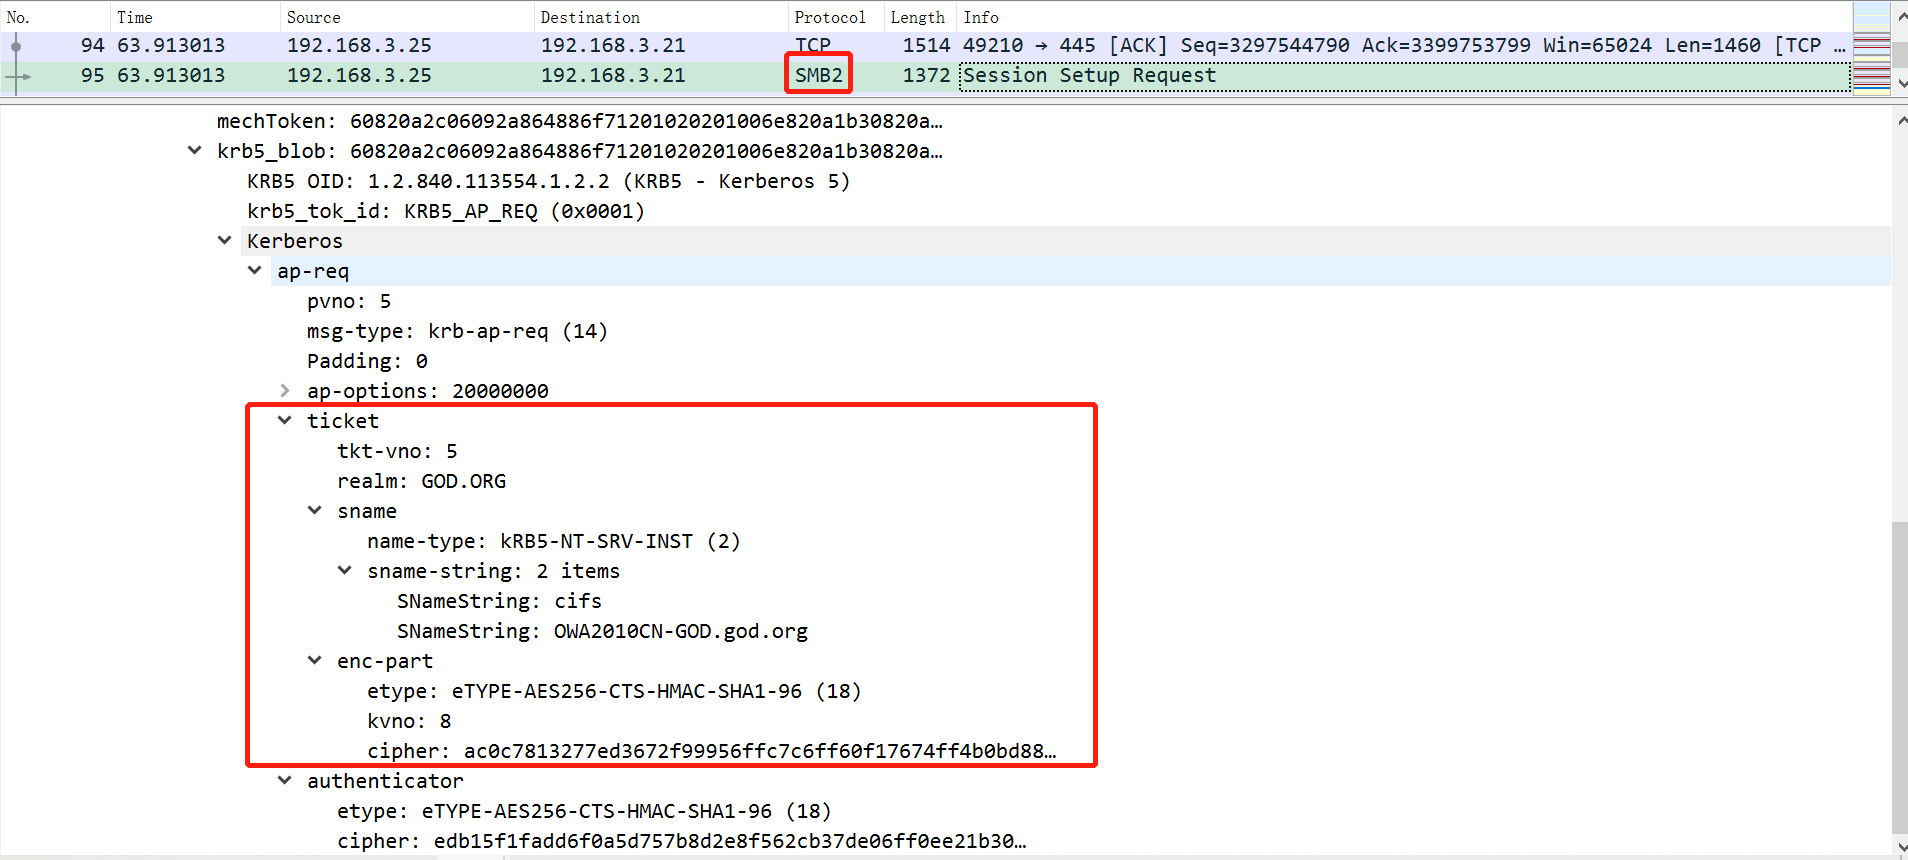 No. Time Source Destination Protocol Length Info
94 63.913013 192.168.3.25 192.168.3.21 TCP 1514 49210 → 445 [ACK] Seq=3297544790 Ack=3399753799 Win=65024 Len=1460 [TCP …
95 63.913013 192.168.3.25 192.168.3.21 SMB2 1372 Session Setup Request
mechToken: 60820a2c06092a864886f71201020201006e820a1b30820a…
krb5_blob: 60820a2c06092a864886f71201020201006e820a1b30820a…
KRB5 OID: 1.2.840.113554.1.2.2 (KRB5 - Kerberos 5)
krb5_tok_id: KRB5_AP_REQ (0x0001)
Kerberos
ap-req
pvno: 5
msg-type: krb-ap-req (14)
Padding: 0
ap-options: 20000000
ticket
tkt-vno: 5
realm: GOD.ORG
sname
name-type: kRB5-NT-SRV-INST (2)
sname-string: 2 items
SNameString: cifs
SNameString: OWA2010CN-GOD.god.org
enc-part
etype: eTYPE-AES256-CTS-HMAC-SHA1-96 (18)
kvno: 8
cipher: ac0c7813277ed3672f99956ffc7c6ff60f17674ff4b0bd88…
authenticator
etype: eTYPE-AES256-CTS-HMAC-SHA1-96 (18)
cipher: edb15f1fadd6f0a5d757b8d2e8f562cb37de06ff0ee21b30…